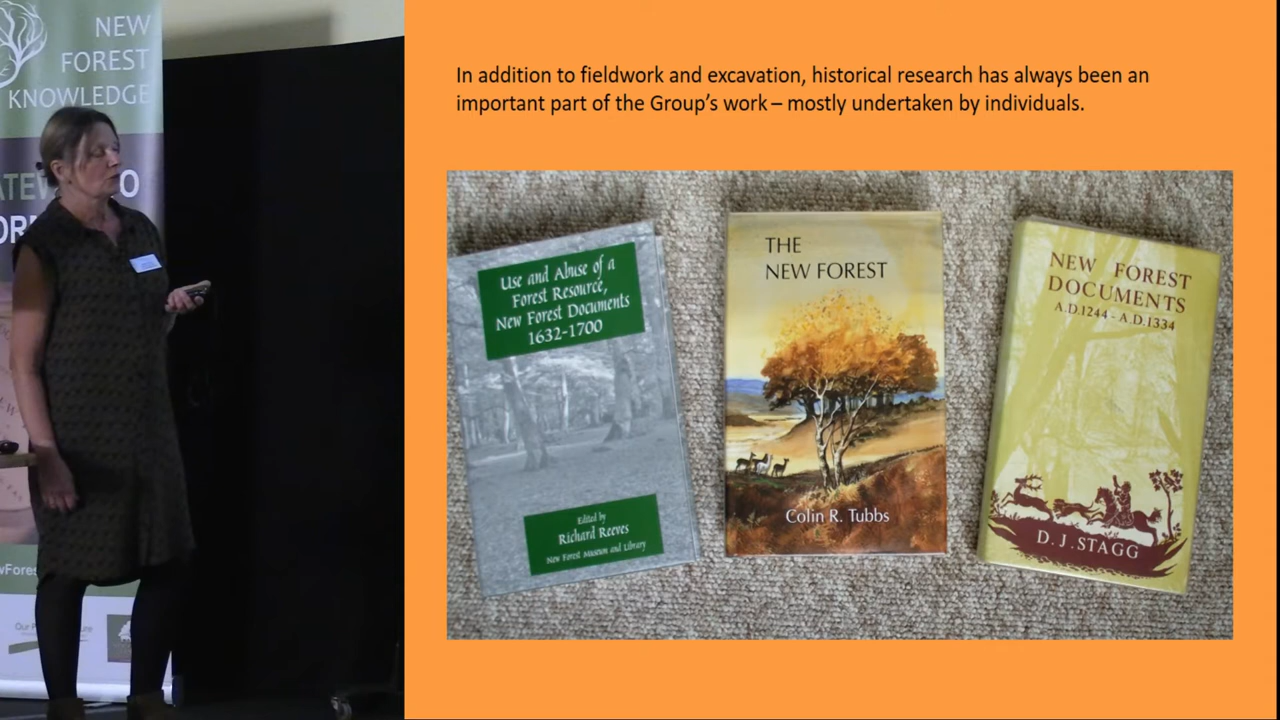 NEW
FOREST
KNOWLEDGE
In addition to fieldwork and excavation, historical research has always been an
important part of the Group's work – mostly undertaken by individuals.
Use and Abuse of a
Forest Resource,
New Forest Documents
1632-1700
Edited by
Richard Reeves
New Forest Museum and Library
THE
NEW FOREST
Colin R. Tubbs
NEW FOREST
DOCUMENTS
A.D.1244 - A.D.1334
D. J. STAGG